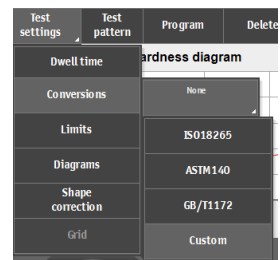 Test settings
Test pattern
Program
Delete
ardness diagram
Dwell time
Conversions
None
Limits
ISO18265
Diagrams
ASTM140
Shape correction
GB/T1172
Grid
Custom